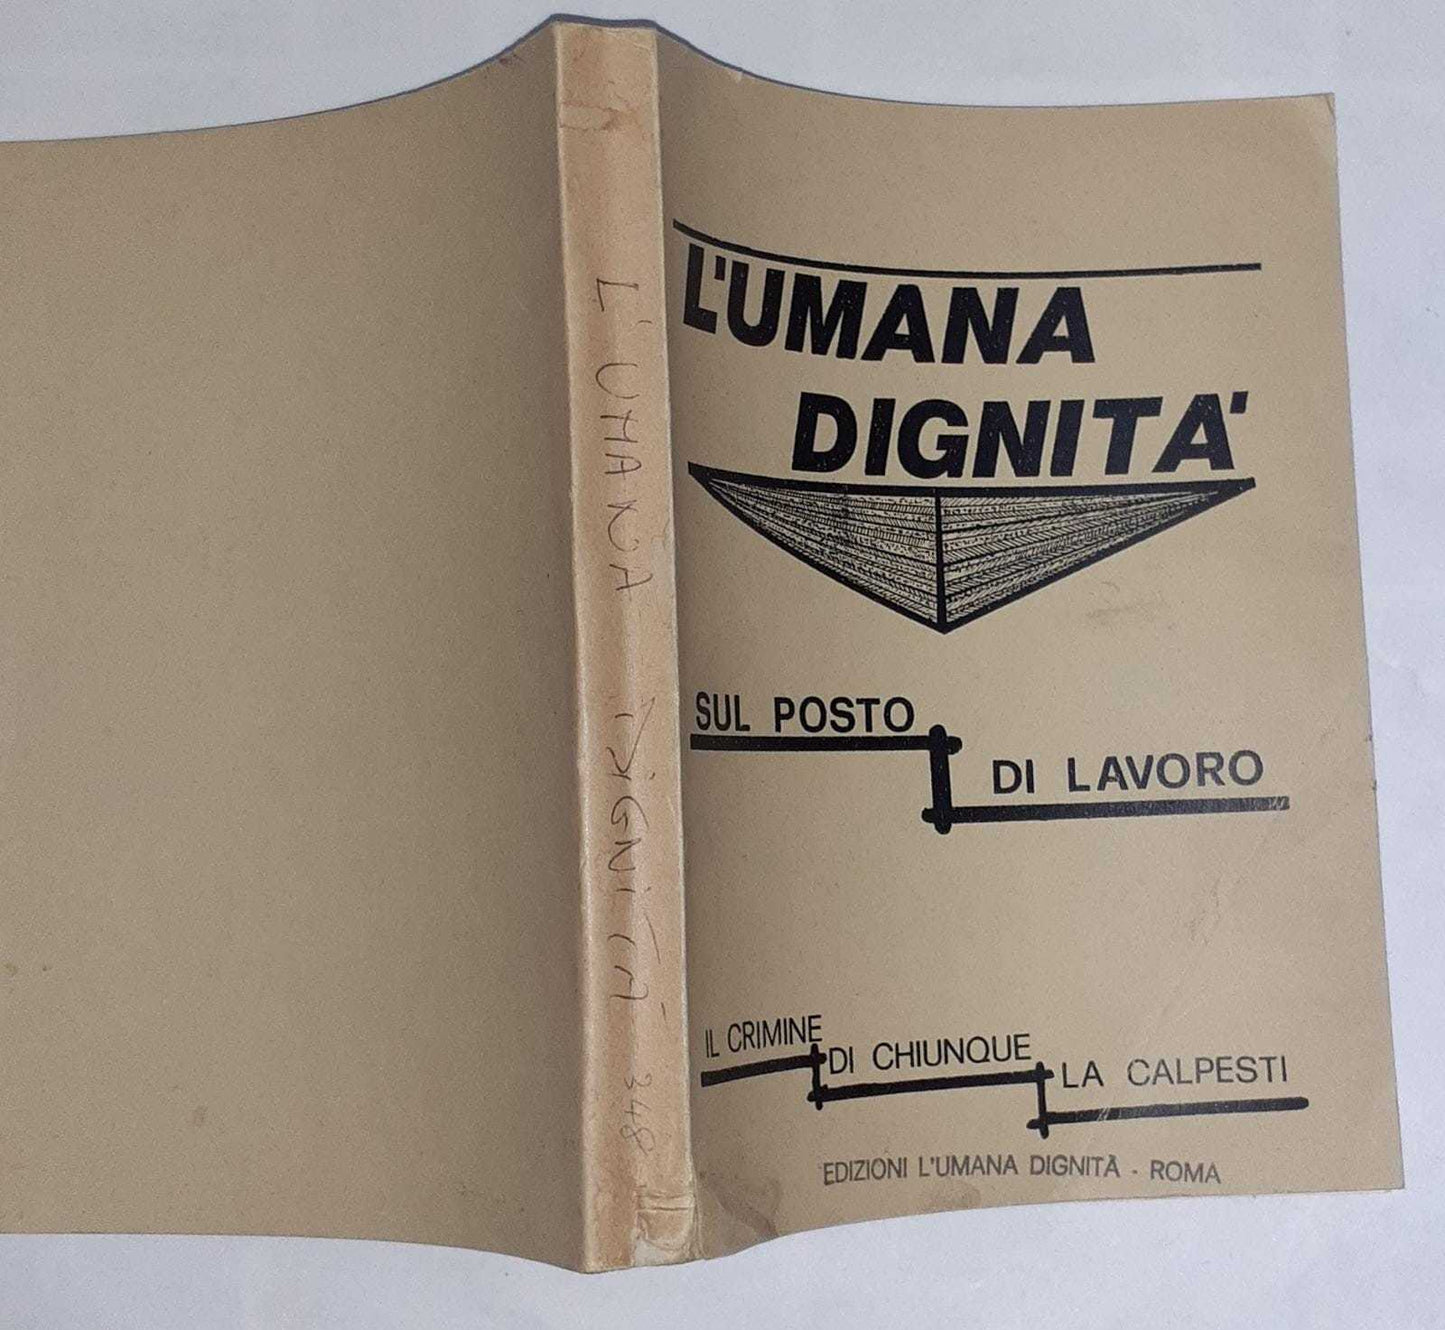 L'UMANA DIGNITÀ 348
L'UMANA
DIGNITA'
SUL POSTO
DI LAVORO
IL CRIMINE
DI CHIUNQUE
LA CALPESTI
EDIZIONI L'UMANA DIGNITÀ - ROMA